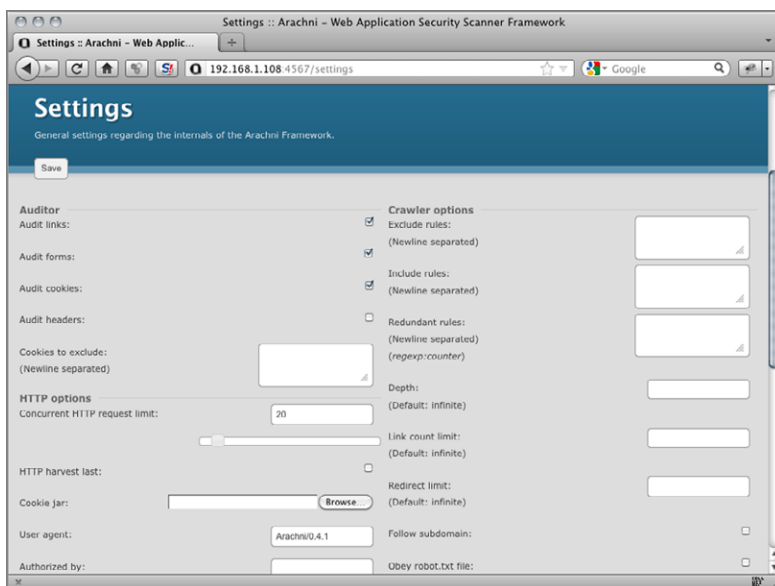 Settings :: Arachni – Web Application Security Scanner Framework
Settings :: Arachni – Web Applic...
192.168.1.108:4567/settings
Google
Settings
General settings regarding the internals of the Arachni Framework.
Save
Auditor
Audit links:
Audit forms:
Audit cookies:
Audit headers:
Cookies to exclude:
(Newline separated)
HTTP options
Concurrent HTTP request limit:
20
HTTP harvest last:
Cookie jar:
Browse...
User agent:
Arachni/0.4.1
Authorized by:
Crawler options
Exclude rules:
(Newline separated)
Include rules:
(Newline separated)
Redundant rules:
(Newline separated)
(regexp:counter)
Depth:
(Default: infinite)
Link count limit:
(Default: infinite)
Redirect limit:
(Default: infinite)
Follow subdomain:
Obey robot.txt file: